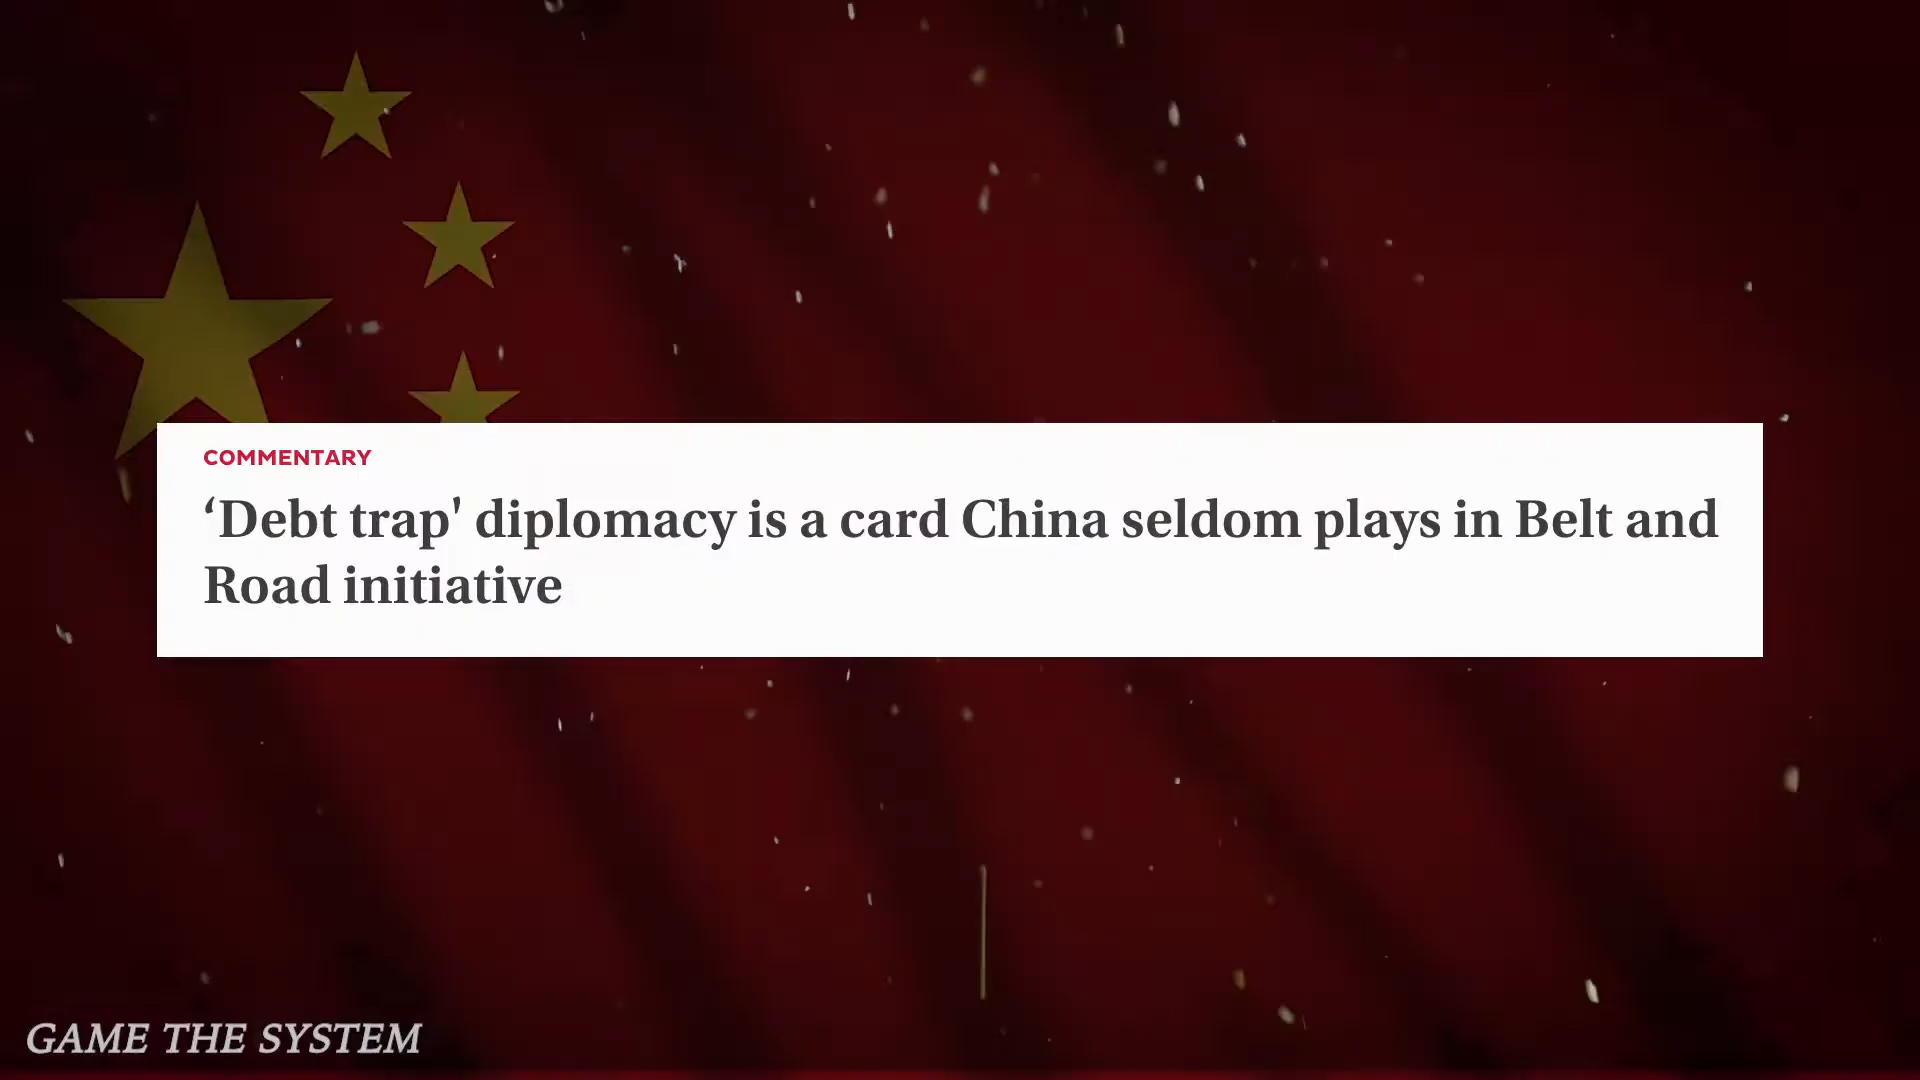 COMMENTARY
‘Debt trap' diplomacy is a card China seldom plays in Belt and
Road initiative
GAME THE SYSTEM